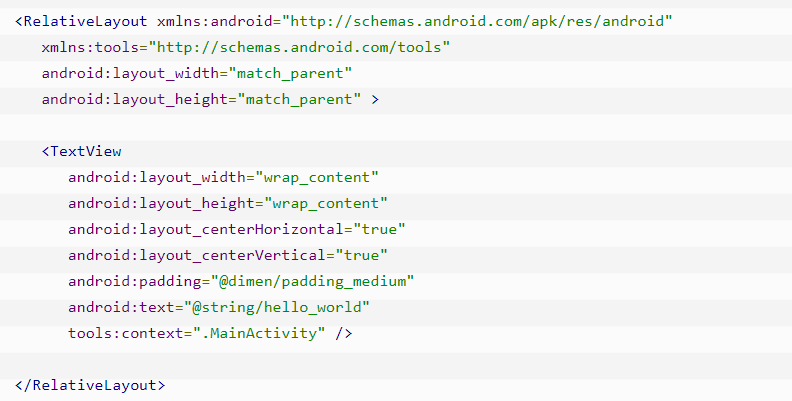 <RelativeLayout xmlns:android="http://schemas.android.com/apk/res/android"
   xmlns:tools="http://schemas.android.com/tools"
   android:layout_width="match_parent"
   android:layout_height="match_parent" >

   <TextView
      android:layout_width="wrap_content"
      android:layout_height="wrap_content"
      android:layout_centerHorizontal="true"
      android:layout_centerVertical="true"
      android:padding="@dimen/padding_medium"
      android:text="@string/hello_world"
      tools:context=".MainActivity" />

</RelativeLayout>